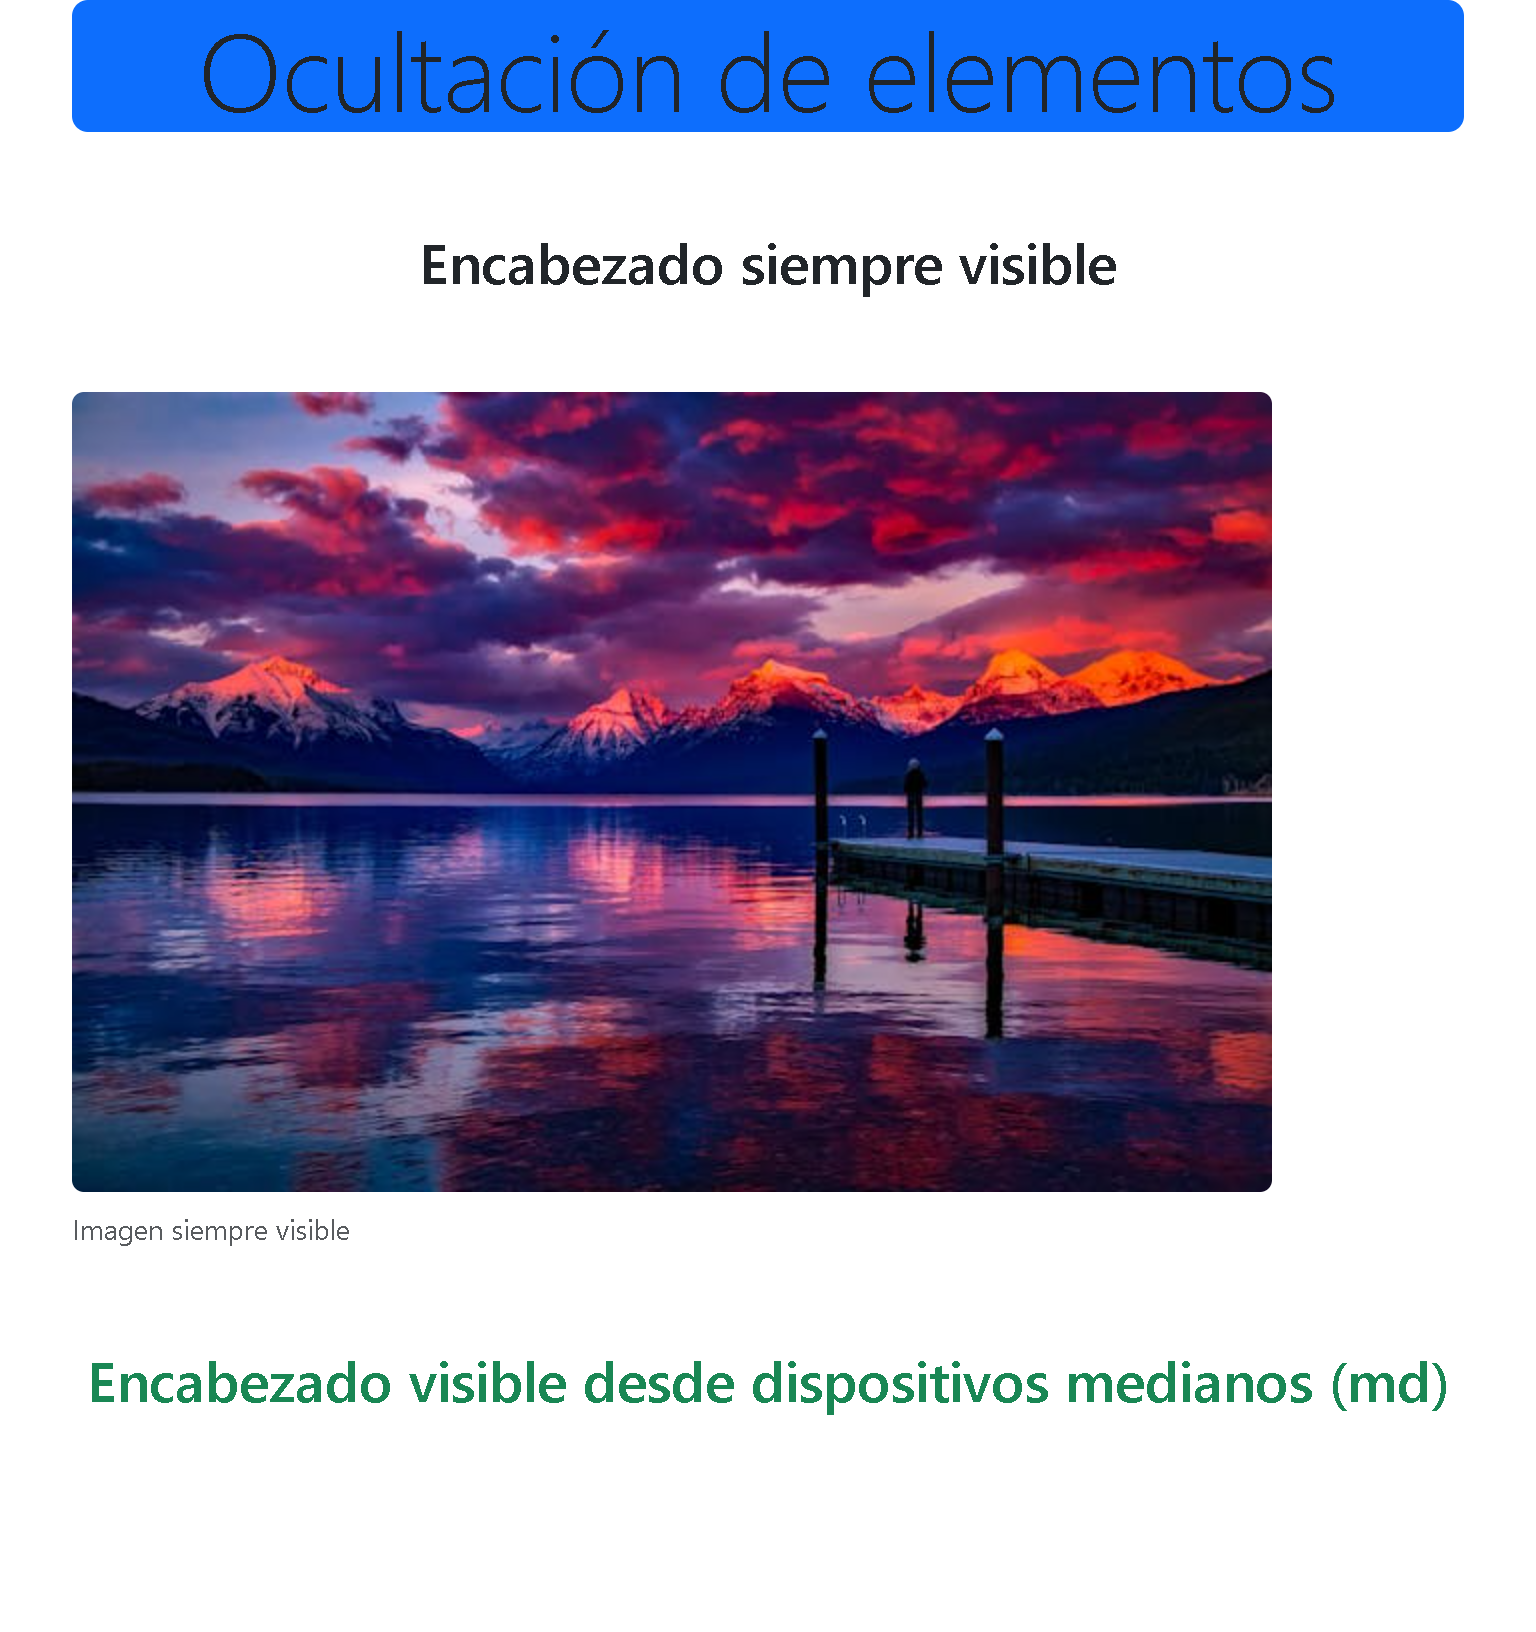 Ocultación de elementos
Encabezado siempre visible
Imagen siempre visible
Encabezado visible desde dispositivos medianos (md)